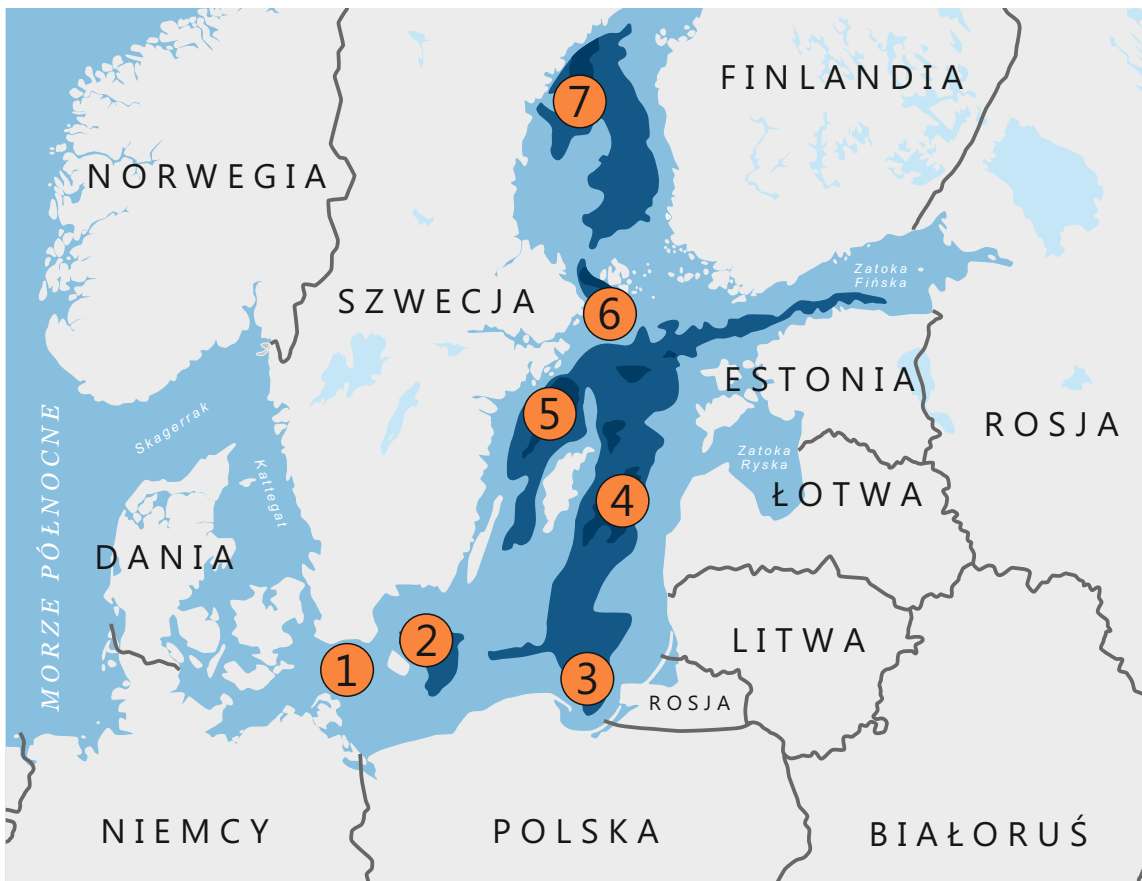 7
FINLANDIA
NORWEGIA
Zatoka
Fińska
SZWECJA
6
ESTONIA
5
Skagerrak
ROSJA
Kattegat
Zatoka
Ryska
4
ŁOTWA
MORZE PÓŁNOCNE
DANIA
2
LITWA
1
3
ROSJA
NIEMCY
POLSKA
BIAŁORUŚ